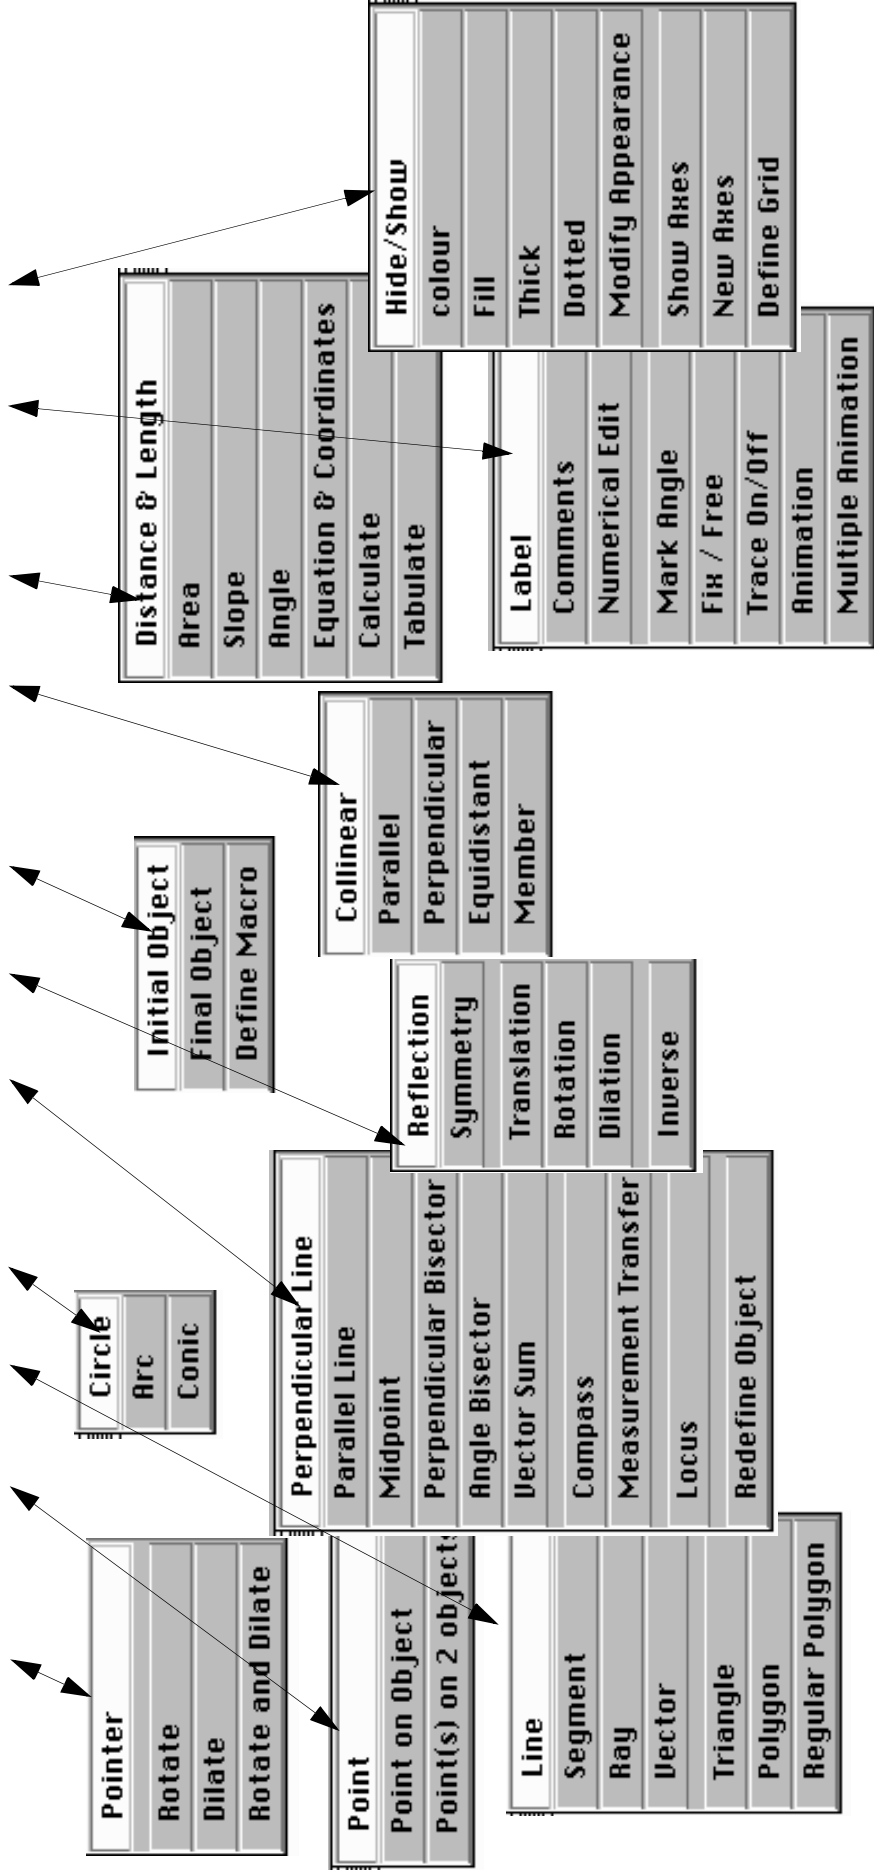 Pointer
Rotate
Dilate
Rotate and Dilate
Point
Point on Object
Point(s) on 2 objects
Line
Segment
Ray
Vector
Triangle
Polygon
Regular Polygon
Circle
Arc
Conic
Perpendicular Line
Parallel Line
Midpoint
Perpendicular Bisector
Angle Bisector
Vector Sum
Compass
Measurement Transfer
Locus
Redefine Object
Reflection
Symmetry
Translation
Rotation
Dilation
Inverse
Initial Object
Final Object
Define Macro
Collinear
Parallel
Perpendicular
Equidistant
Member
Distance & Length
Area
Slope
Angle
Equation & Coordinates
Calculate
Tabulate
Label
Comments
Numerical Edit
Mark Angle
Fix / Free
Trace On/Off
Animation
Multiple Animation
Hide/Show
colour
Fill
Thick
Dotted
Modify Appearance
Show Axes
New Axes
Define Grid